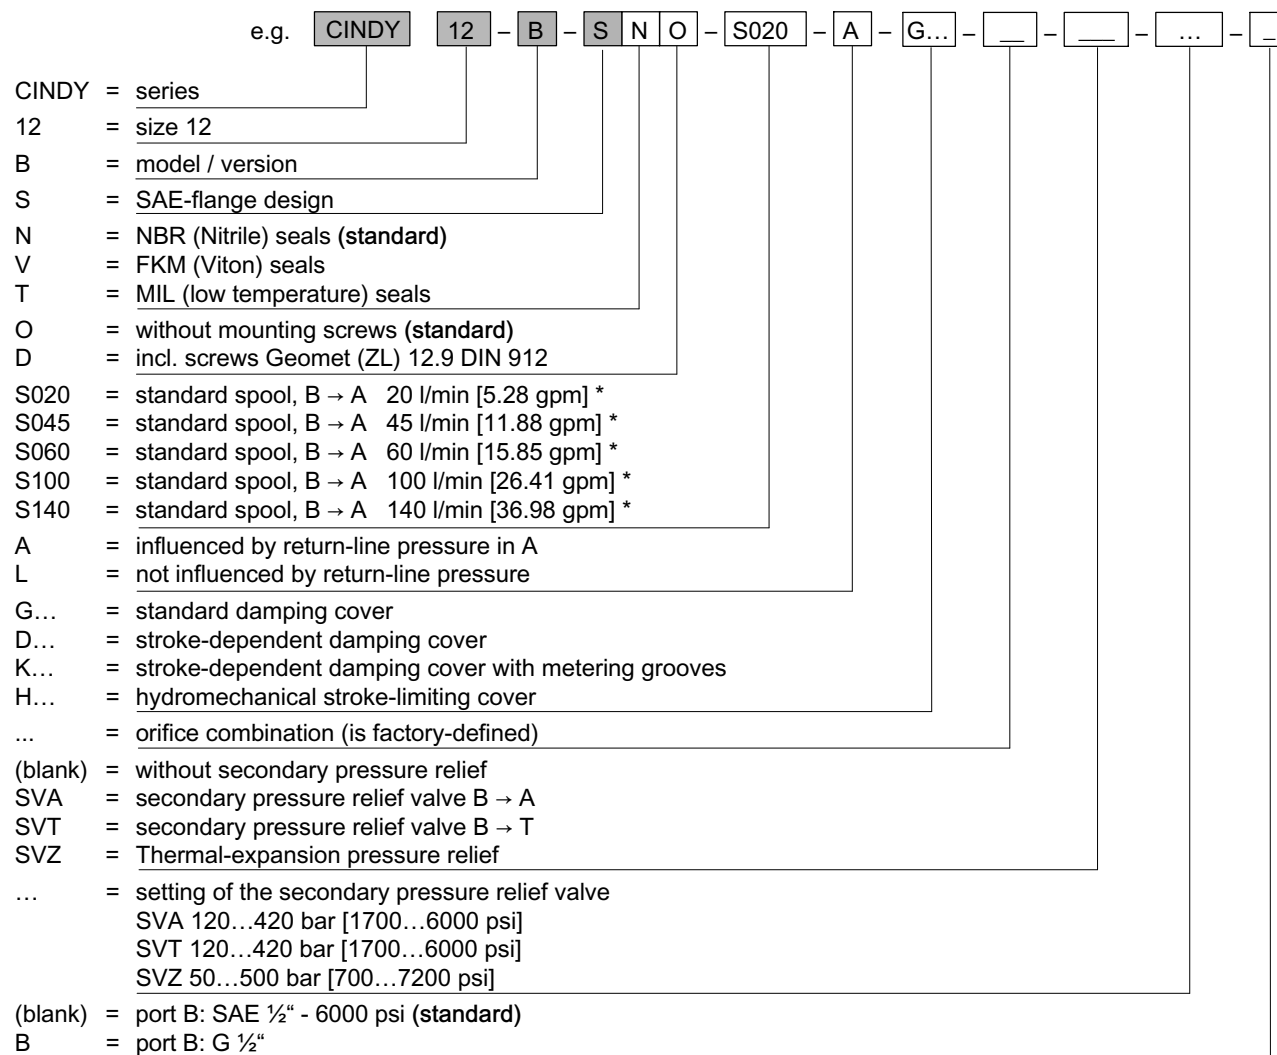 e.g. CINDY 12 – B – S N O – S020 – A – G… – __ – ___ – … – _
CINDY = series
12 = size 12
B = model / version
S = SAE-flange design
N = NBR (Nitrile) seals (standard)
V = FKM (Viton) seals
T = MIL (low temperature) seals
O = without mounting screws (standard)
D = incl. screws Geomet (ZL) 12.9 DIN 912
S020 = standard spool, B → A 20 l/min [5.28 gpm] *
S045 = standard spool, B → A 45 l/min [11.88 gpm] *
S060 = standard spool, B → A 60 l/min [15.85 gpm] *
S100 = standard spool, B → A 100 l/min [26.41 gpm] *
S140 = standard spool, B → A 140 l/min [36.98 gpm] *
A = influenced by return-line pressure in A
L = not influenced by return-line pressure
G… = standard damping cover
D… = stroke-dependent damping cover
K… = stroke-dependent damping cover with metering grooves
H… = hydromechanical stroke-limiting cover
... = orifice combination (is factory-defined)
(blank) = without secondary pressure relief
SVA = secondary pressure relief valve B → A
SVT = secondary pressure relief valve B → T
SVZ = Thermal-expansion pressure relief
… = setting of the secondary pressure relief valve
SVA 120…420 bar [1700…6000 psi]
SVT 120…420 bar [1700…6000 psi]
SVZ 50…500 bar [700…7200 psi]
(blank) = port B: SAE ½“ - 6000 psi (standard)
B = port B: G ½“